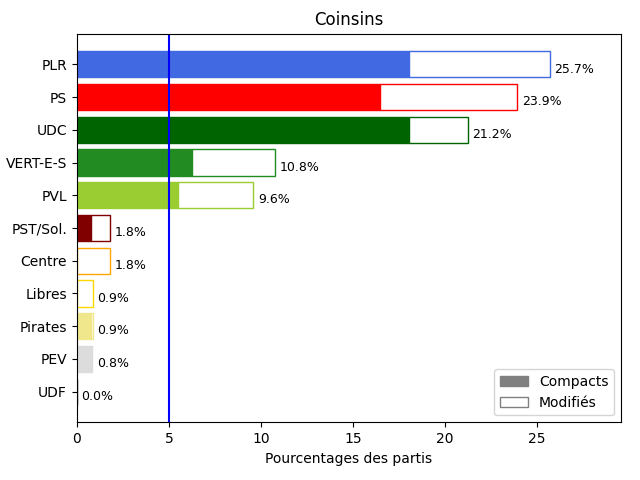 Coinsins
PLR 25.7%
PS 23.9%
UDC 21.2%
VERT-E-S 10.8%
PVL 9.6%
PST/Sol. 1.8%
Centre 1.8%
Libres 0.9%
Pirates 0.9%
PEV 0.8%
UDF 0.0%
Compacts
Modifiés
0 5 10 15 20 25
Pourcentages des partis